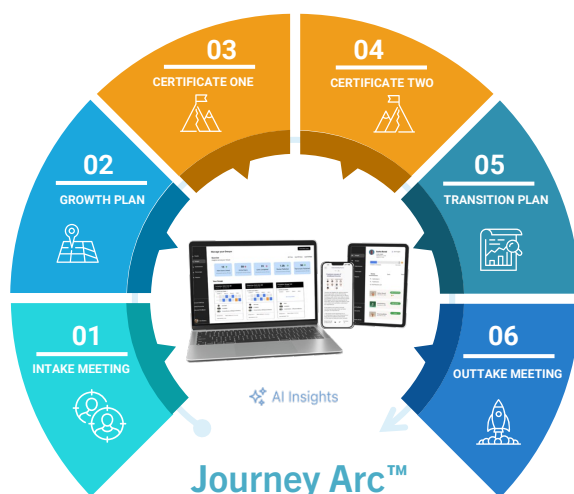 01
INTAKE MEETING
02
GROWTH PLAN
03
CERTIFICATE ONE
04
CERTIFICATE TWO
05
TRANSITION PLAN
06
OUTTAKE MEETING
AI Insights
Journey Arc™